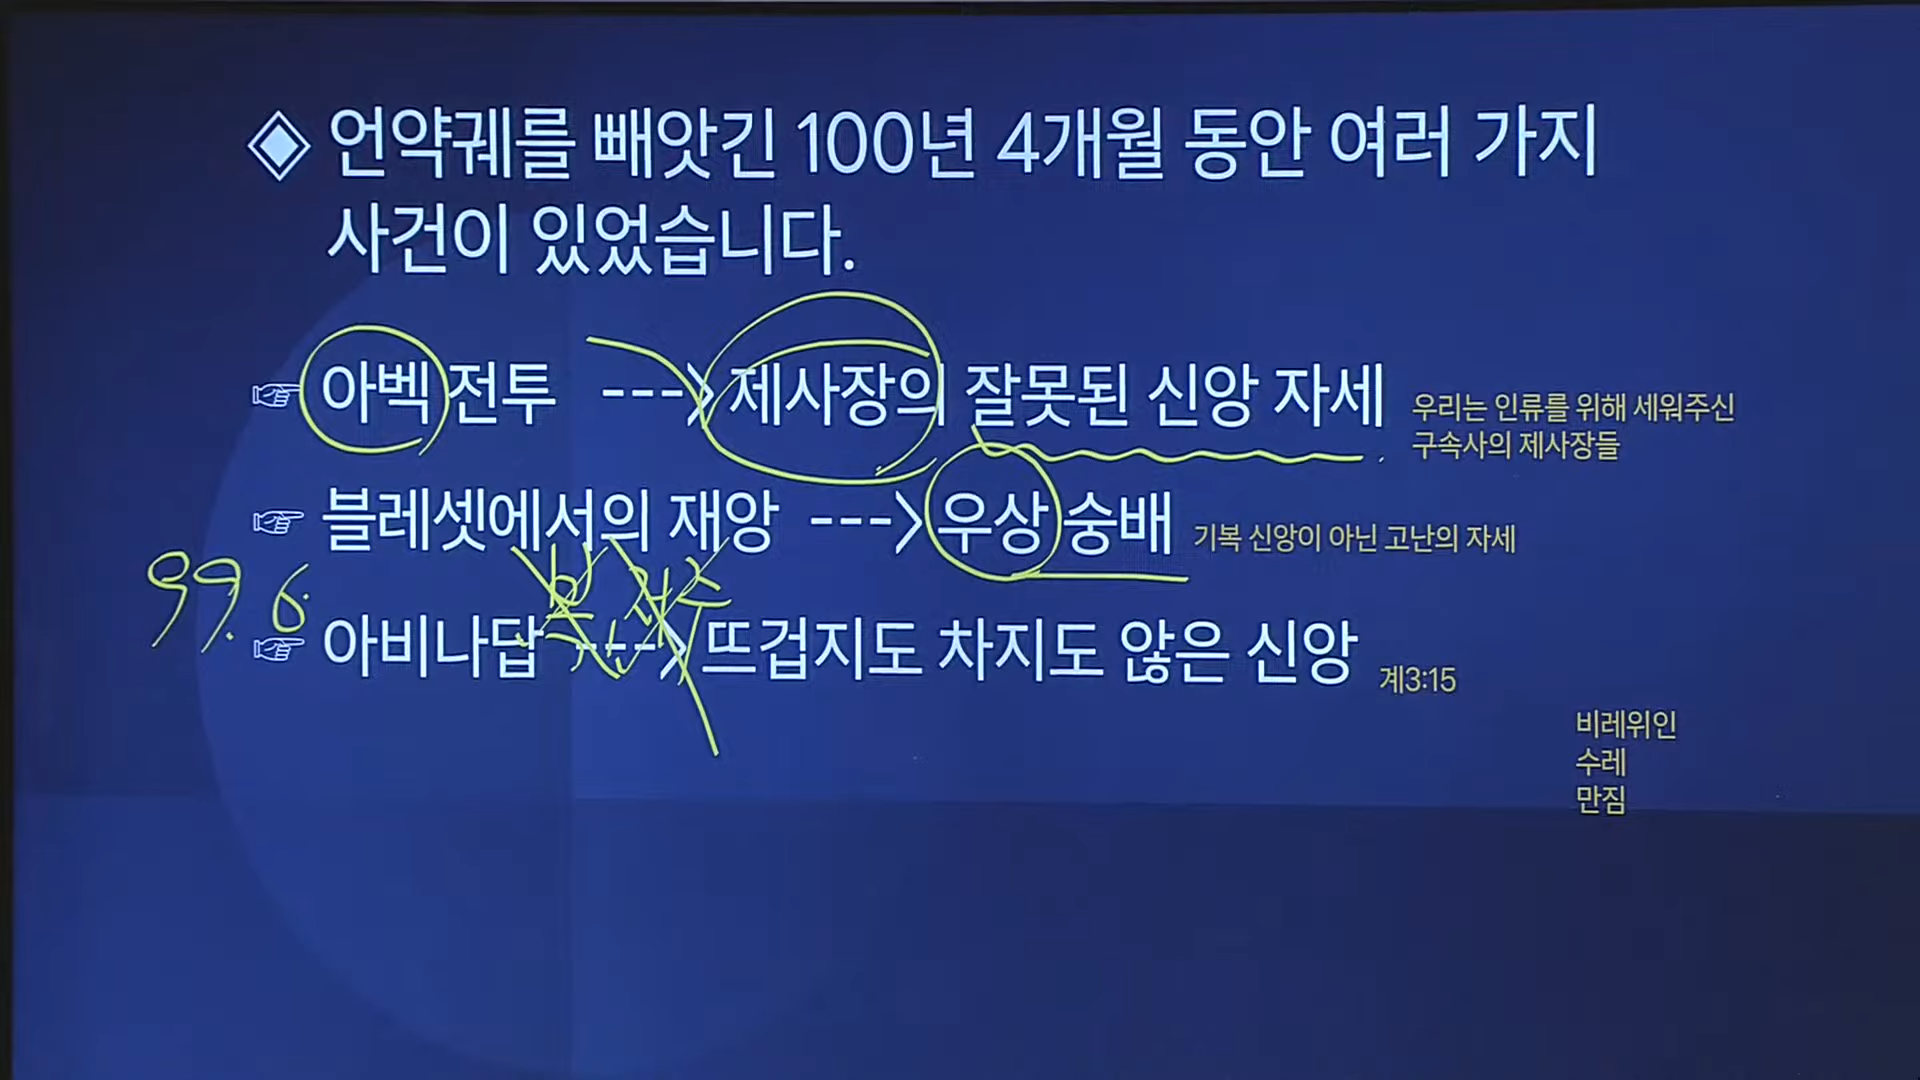 ◈ 언약궤를 빼앗긴 100년 4개월 동안 여러 가지
사건이 있었습니다.
☞ 아벡 전투 ---> 제사장의 잘못된 신앙 자세
우리는 인류를 위해 세워주신
구속사의 제사장들
☞ 블레셋에서의 재앙 ---> 우상 숭배 기복 신앙이 아닌 고난의 자세
99.6
☞ 아비나답 ---> 뜨겁지도 차지도 않은 신앙 계3:15
비레위인
수레
만짐